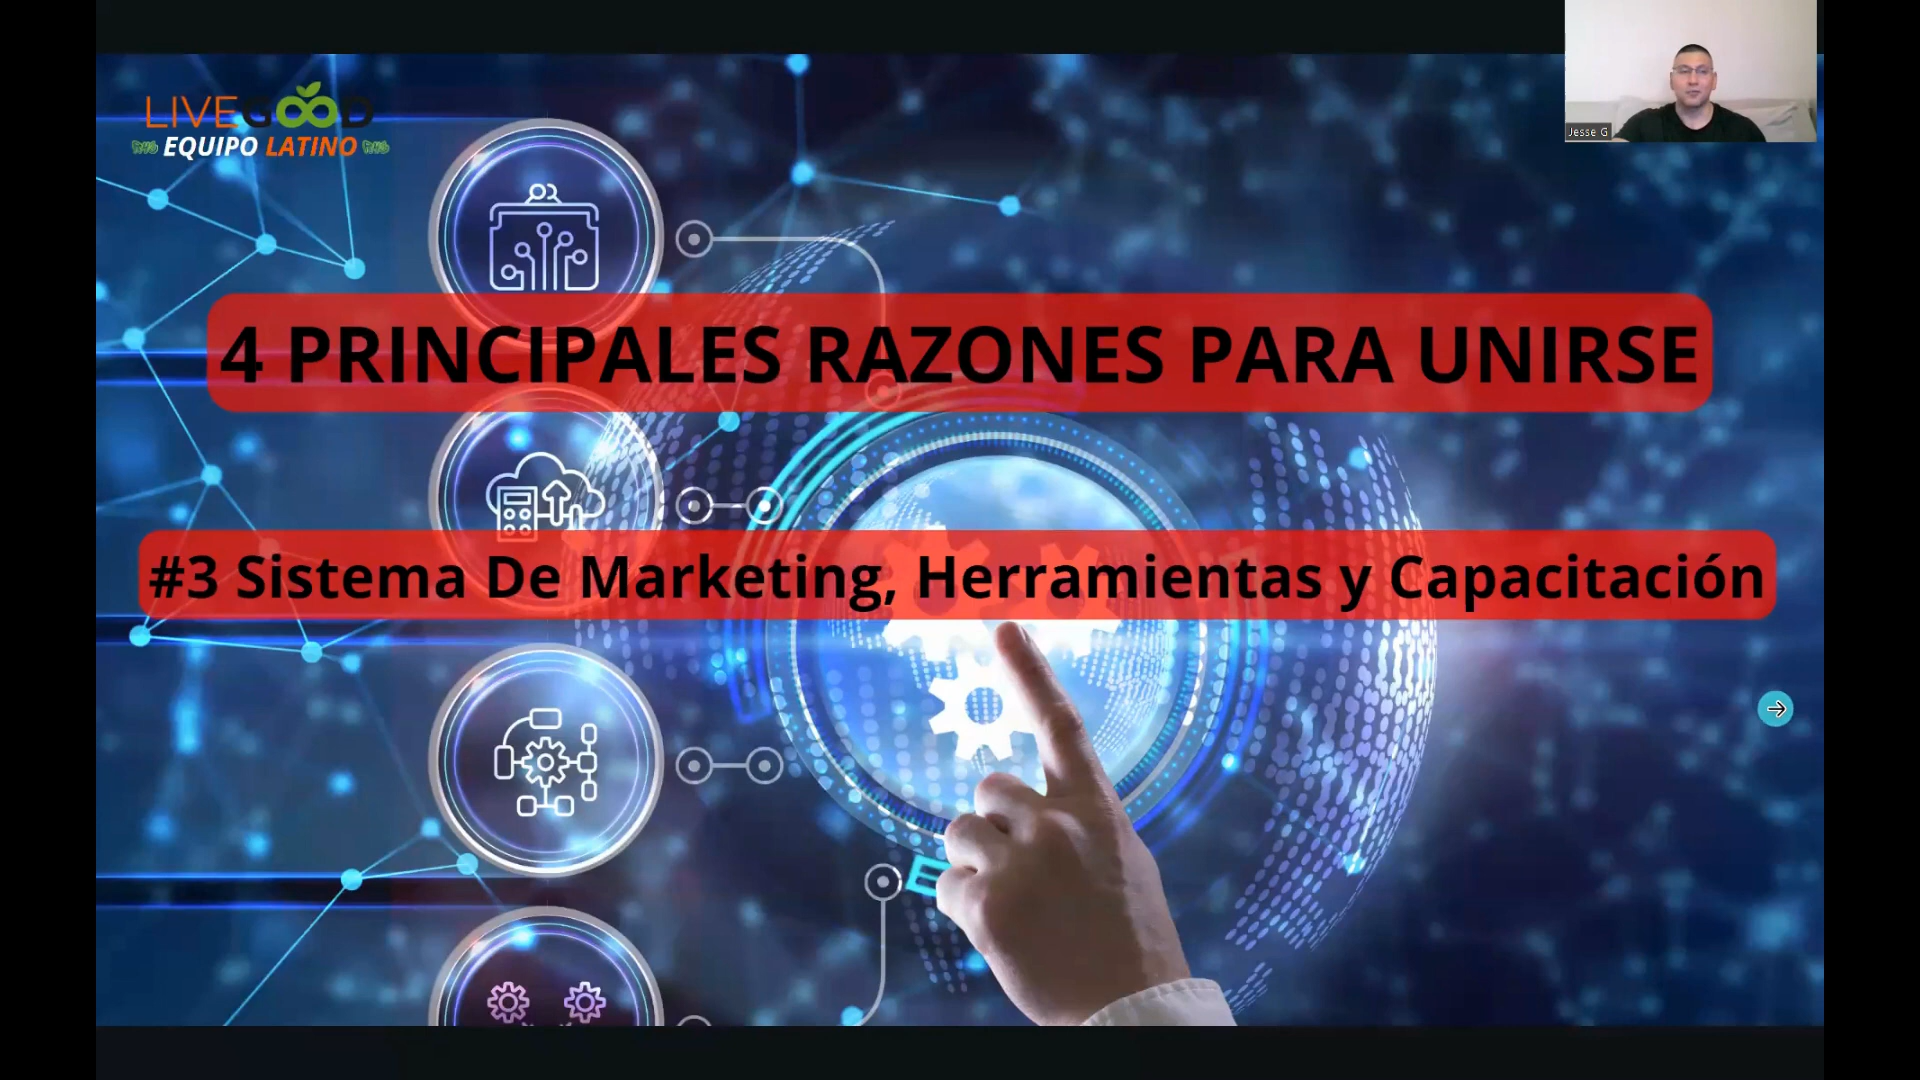 LIVEGOOD
EQUIPO LATINO
4 PRINCIPALES RAZONES PARA UNIRSE
#3 Sistema De Marketing, Herramientas y Capacitación
Jesse G